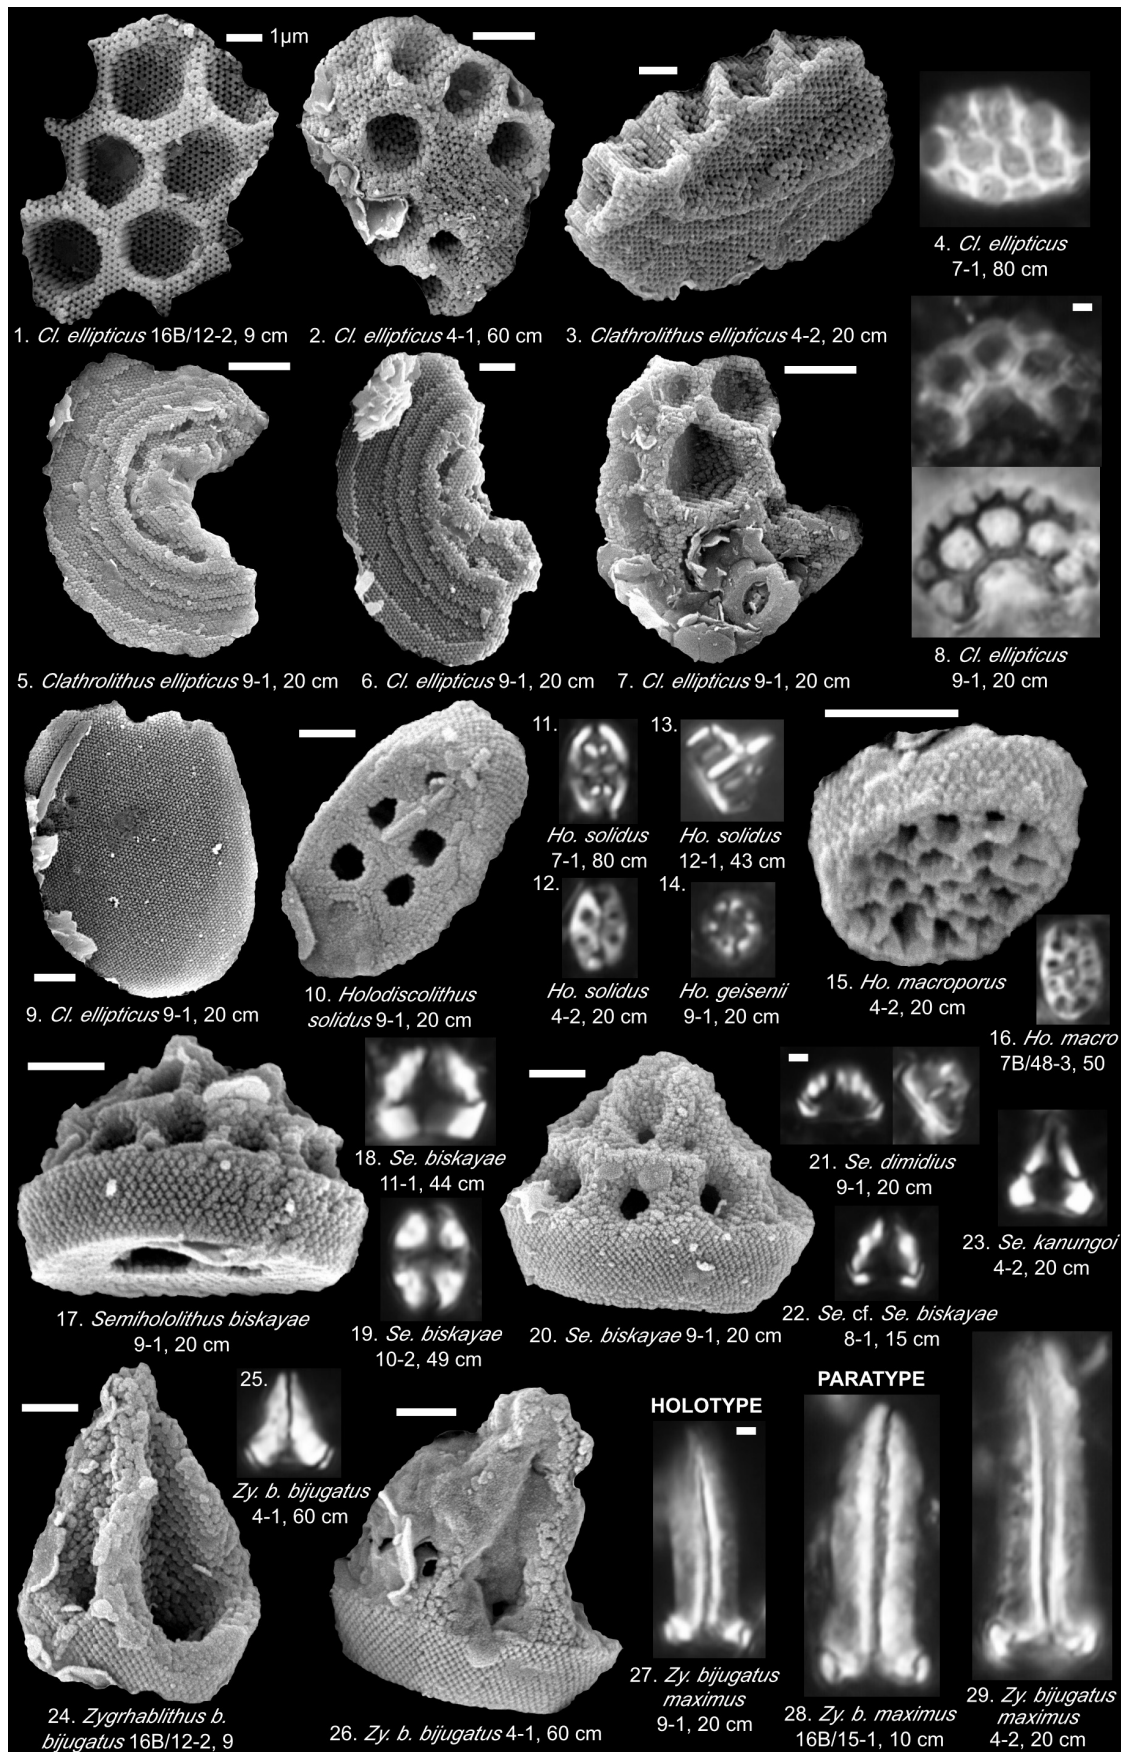 1µm
1. Cl. ellipticus 16B/12-2, 9 cm
2. Cl. ellipticus 4-1, 60 cm
3. Clathrolithus ellipticus 4-2, 20 cm
4. Cl. ellipticus
7-1, 80 cm
5. Clathrolithus ellipticus 9-1, 20 cm
6. Cl. ellipticus 9-1, 20 cm
7. Cl. ellipticus 9-1, 20 cm
8. Cl. ellipticus
9-1, 20 cm
9. Cl. ellipticus 9-1, 20 cm
10. Holodiscolithus
solidus 9-1, 20 cm
11.
Ho. solidus
7-1, 80 cm
12.
Ho. solidus
4-2, 20 cm
13.
Ho. solidus
12-1, 43 cm
14.
Ho. geisenii
9-1, 20 cm
15. Ho. macroporus
4-2, 20 cm
16. Ho. macro
7B/48-3, 50
17. Semihololithus biskayae
9-1, 20 cm
18. Se. biskayae
11-1, 44 cm
19. Se. biskayae
10-2, 49 cm
20. Se. biskayae 9-1, 20 cm
21. Se. dimidius
9-1, 20 cm
22. Se. cf. Se. biskayae
8-1, 15 cm
23. Se. kanungoi
4-2, 20 cm
24. Zygrhablithus b.
bijugatus 16B/12-2, 9
25.
Zy. b. bijugatus
4-1, 60 cm
26. Zy. b. bijugatus 4-1, 60 cm
HOLOTYPE
27. Zy. bijugatus
maximus
9-1, 20 cm
PARATYPE
28. Zy. b. maximus
16B/15-1, 10 cm
29. Zy. bijugatus
maximus
4-2, 20 cm